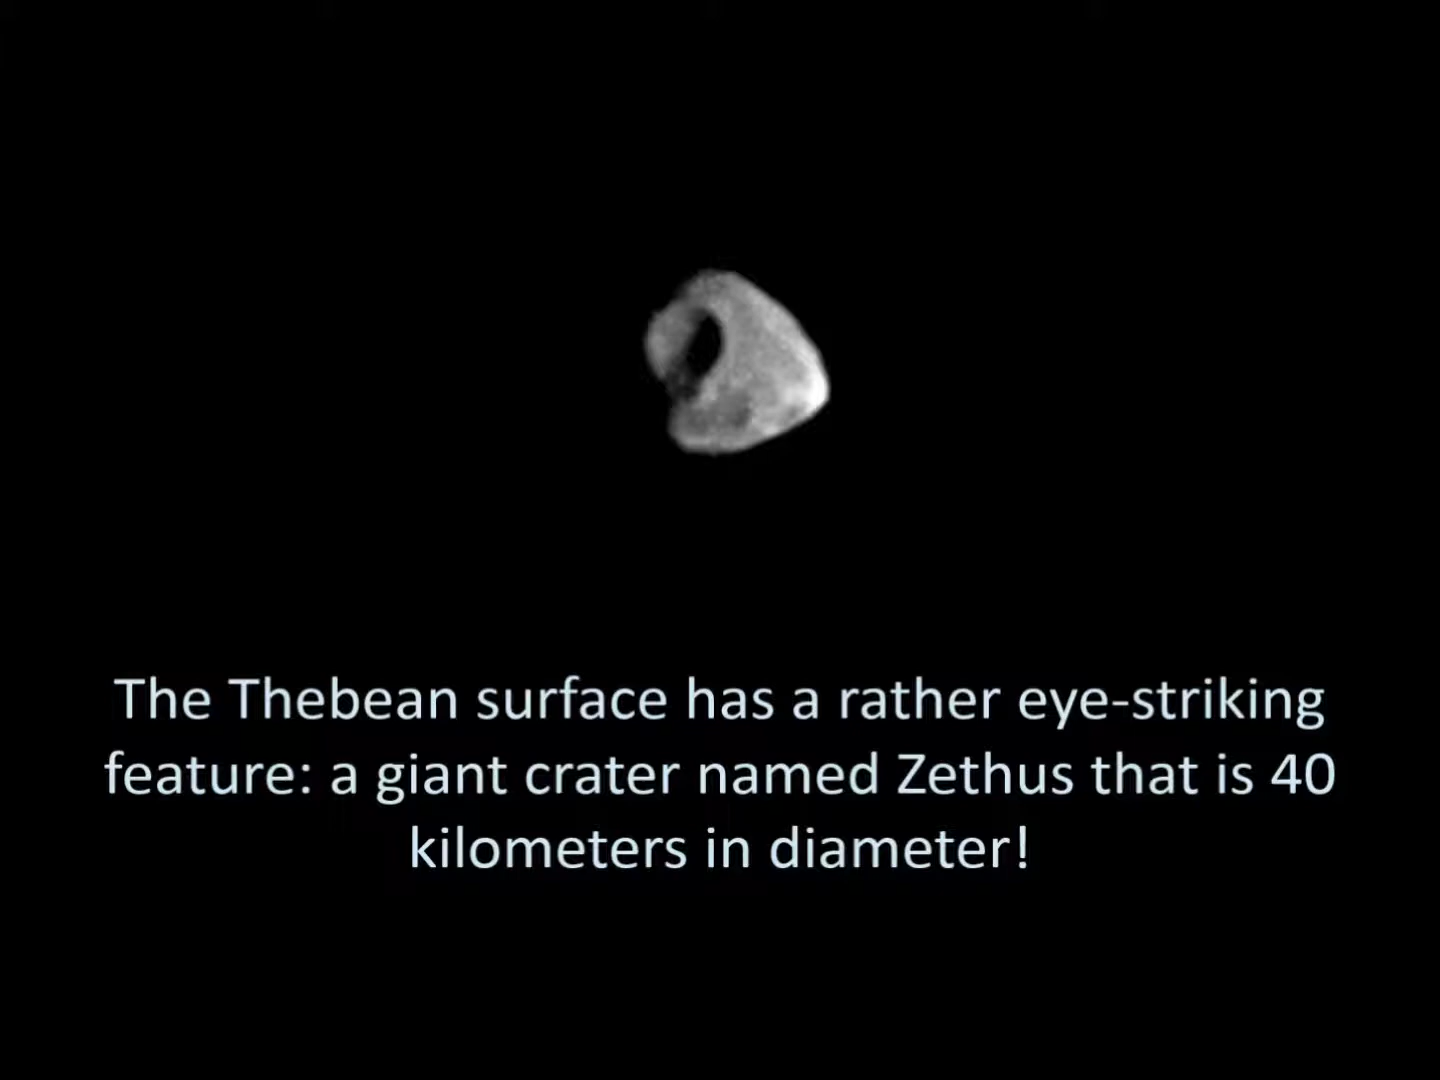 The Thebean surface has a rather eye-striking
feature: a giant crater named Zethus that is 40
kilometers in diameter!